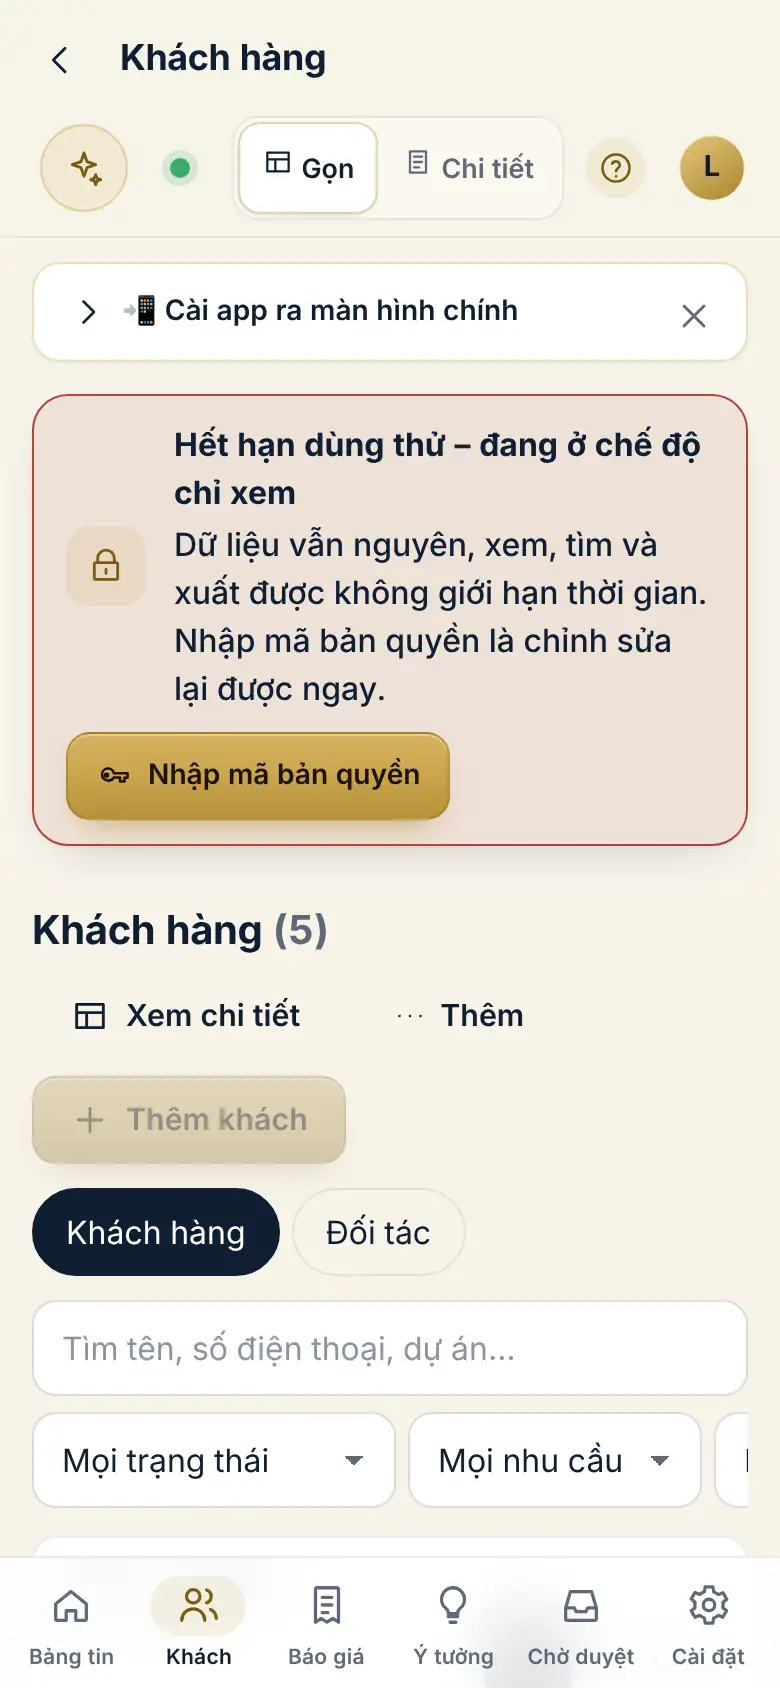 Khách hàng
Gọn
Chi tiết
L
Cài app ra màn hình chính
Hết hạn dùng thử – đang ở chế độ
chỉ xem
Dữ liệu vẫn nguyên, xem, tìm và
xuất được không giới hạn thời gian.
Nhập mã bản quyền là chỉnh sửa
lại được ngay.
Nhập mã bản quyền
Khách hàng (5)
Xem chi tiết
··· Thêm
Thêm khách
Khách hàng
Đối tác
Tìm tên, số điện thoại, dự án...
Mọi trạng thái
Mọi nhu cầu
Bảng tin
Khách
Báo giá
Ý tưởng
Chờ duyệt
Cài đặt